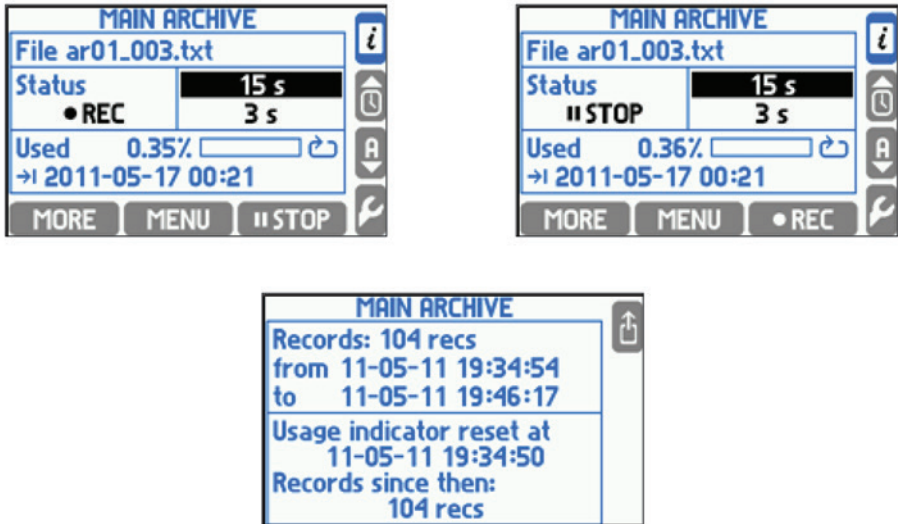 MAIN ARCHIVE
File ar01_003.txt
Status 15 s
●REC 3 s
Used 0.35%
2011-05-17 00:21
MORE MENU II STOP
i
A
MAIN ARCHIVE
File ar01_003.txt
Status 15 s
II STOP 3 s
Used 0.36%
2011-05-17 00:21
MORE MENU ●REC
i
A
MAIN ARCHIVE
Records: 104 recs
from 11-05-11 19:34:54
to 11-05-11 19:46:17
Usage indicator reset at
11-05-11 19:34:50
Records since then:
104 recs